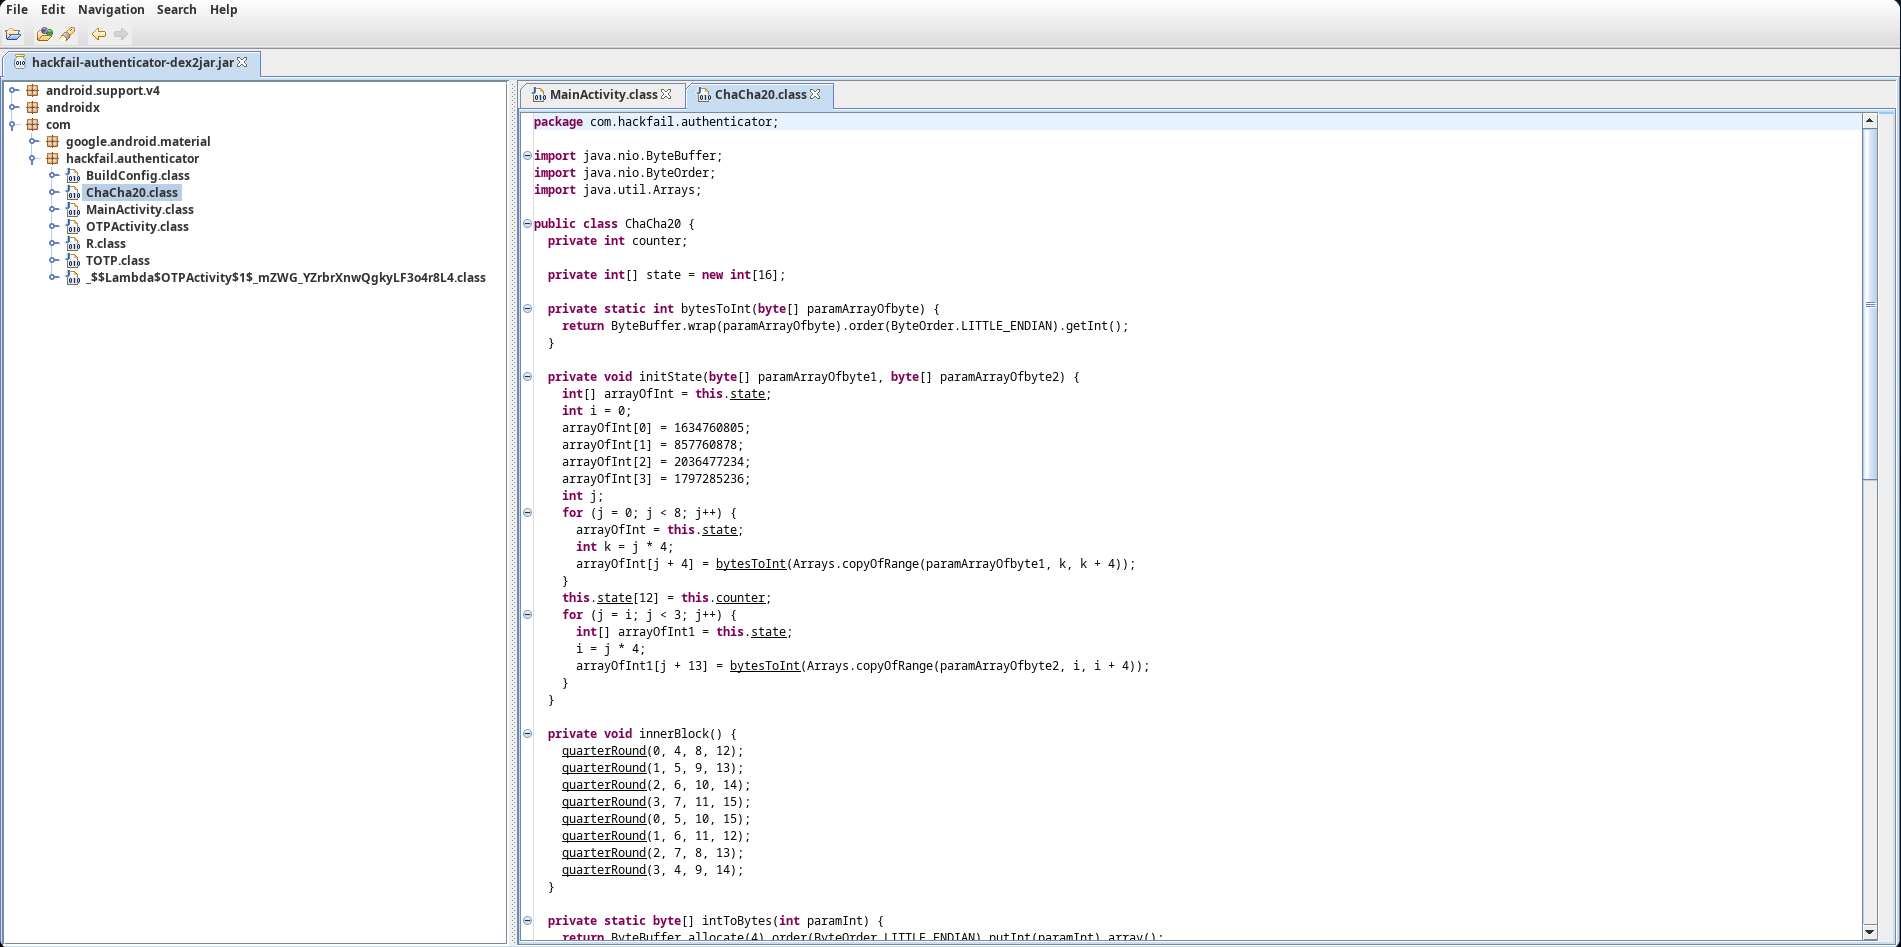 File Edit Navigation Search Help
hackfail-authenticator-dex2jar.jar
android.support.v4
androidx
com
google.android.material
hackfail.authenticator
BuildConfig.class
ChaCha20.class
MainActivity.class
OTPActivity.class
R.class
TOTP.class
_$$Lambda$OTPActivity$1$_mZWG_YZrbrXnwQgkyLF3o4r8L4.class
MainActivity.class ChaCha20.class
package com.hackfail.authenticator;
import java.nio.ByteBuffer;
import java.nio.ByteOrder;
import java.util.Arrays;
public class ChaCha20 {
private int counter;
private int[] state = new int[16];
private static int bytesToInt(byte[] paramArrayOfbyte) {
return ByteBuffer.wrap(paramArrayOfbyte).order(ByteOrder.LITTLE_ENDIAN).getInt();
}
private void initState(byte[] paramArrayOfbyte1, byte[] paramArrayOfbyte2) {
int[] arrayOfInt = this.state;
int i = 0;
arrayOfInt[0] = 1634760805;
arrayOfInt[1] = 857760878;
arrayOfInt[2] = 2036477234;
arrayOfInt[3] = 1797285236;
int j;
for (j = 0; j < 8; j++) {
arrayOfInt = this.state;
int k = j * 4;
arrayOfInt[j + 4] = bytesToInt(Arrays.copyOfRange(paramArrayOfbyte1, k, k + 4));
}
this.state[12] = this.counter;
for (j = i; j < 3; j++) {
int[] arrayOfInt1 = this.state;
i = j * 4;
arrayOfInt1[j + 13] = bytesToInt(Arrays.copyOfRange(paramArrayOfbyte2, i, i + 4));
}
}
private void innerBlock() {
quarterRound(0, 4, 8, 12);
quarterRound(1, 5, 9, 13);
quarterRound(2, 6, 10, 14);
quarterRound(3, 7, 11, 15);
quarterRound(0, 5, 10, 15);
quarterRound(1, 6, 11, 12);
quarterRound(2, 7, 8, 13);
quarterRound(3, 4, 9, 14);
}
private static byte[] intToBytes(int paramInt) {
return ByteBuffer.allocate(4).order(ByteOrder.LITTLE_ENDIAN).putInt(paramInt).array();